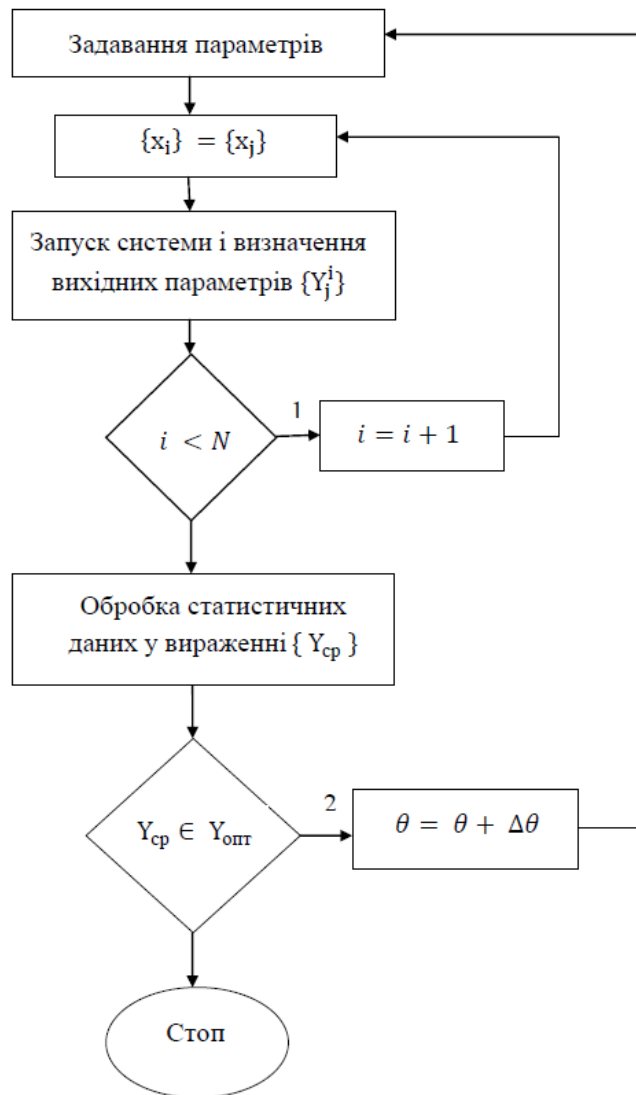 Задавання параметрів
{xᵢ} = {xⱼ}
Запуск системи і визначення
вихідних параметрів {Yⱼⁱ}
i < N
1
i = i + 1
Обробка статистичних
даних у вираженні { Yср }
Yср ∈ Yопт
2
θ = θ + Δθ
Стоп